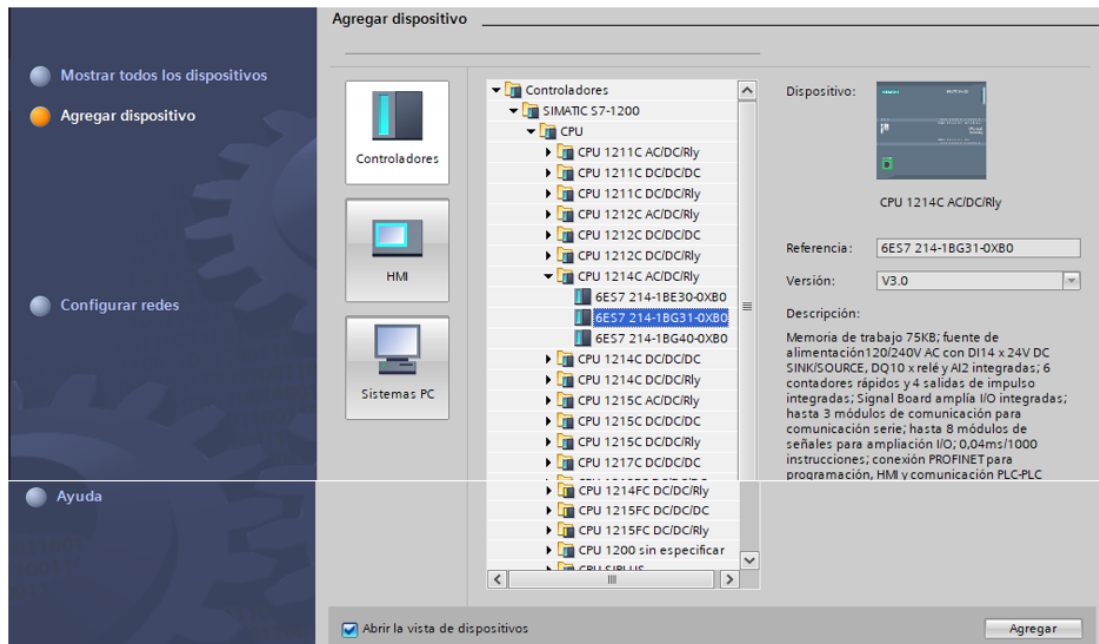 Agregar dispositivo
Mostrar todos los dispositivos
Agregar dispositivo
Configurar redes
Ayuda
Controladores
HMI
Sistemas PC
Controladores
SIMATIC S7-1200
CPU
CPU 1211C AC/DC/Rly
CPU 1211C DC/DC/DC
CPU 1211C DC/DC/Rly
CPU 1212C AC/DC/Rly
CPU 1212C DC/DC/DC
CPU 1212C DC/DC/Rly
CPU 1214C AC/DC/Rly
6ES7 214-1BE30-0XB0
6ES7 214-1BG31-0XB0
6ES7 214-1BG40-0XB0
CPU 1214C DC/DC/DC
CPU 1214C DC/DC/Rly
CPU 1215C AC/DC/Rly
CPU 1215C DC/DC/DC
CPU 1215C DC/DC/Rly
CPU 1217C DC/DC/DC
CPU 1214FC DC/DC/Rly
CPU 1215FC DC/DC/DC
CPU 1215FC DC/DC/Rly
CPU 1200 sin especificar
CPU SIPLUS
Dispositivo:
CPU 1214C AC/DC/Rly
Referencia:
6ES7 214-1BG31-0XB0
Versión:
V3.0
Descripción:
Memoria de trabajo 75KB; fuente de
alimentación120/240V AC con DI14 x 24V DC
SINK/SOURCE, DQ10 x relé y AI2 integradas; 6
contadores rápidos y 4 salidas de impulso
integradas; Signal Board amplía I/O integradas;
hasta 3 módulos de comunicación para
comunicación serie; hasta 8 módulos de
señales para ampliación I/O; 0,04ms/1000
instrucciones; conexión PROFINET para
programación, HMI y comunicación PLC-PLC
Abrir la vista de dispositivos
Agregar